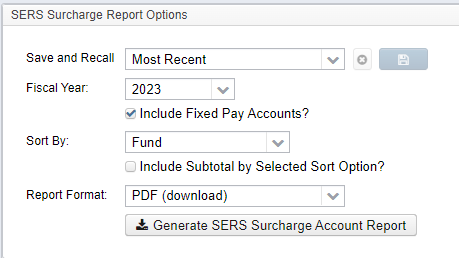 SERS Surcharge Report Options
Save and Recall Most Recent
Fiscal Year: 2023
Include Fixed Pay Accounts?
Sort By: Fund
Include Subtotal by Selected Sort Option?
Report Format: PDF (download)
Generate SERS Surcharge Account Report